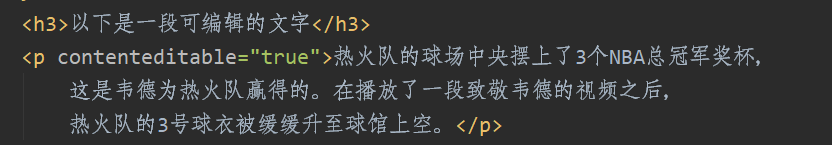 <h3>以下是一段可编辑的文字</h3>
<p contenteditable="true">热火队的球场中央摆上了3个NBA总冠军奖杯，
这是韦德为热火队赢得的。在播放了一段致敬韦德的视频之后，
热火队的3号球衣被缓缓升至球馆上空。</p>